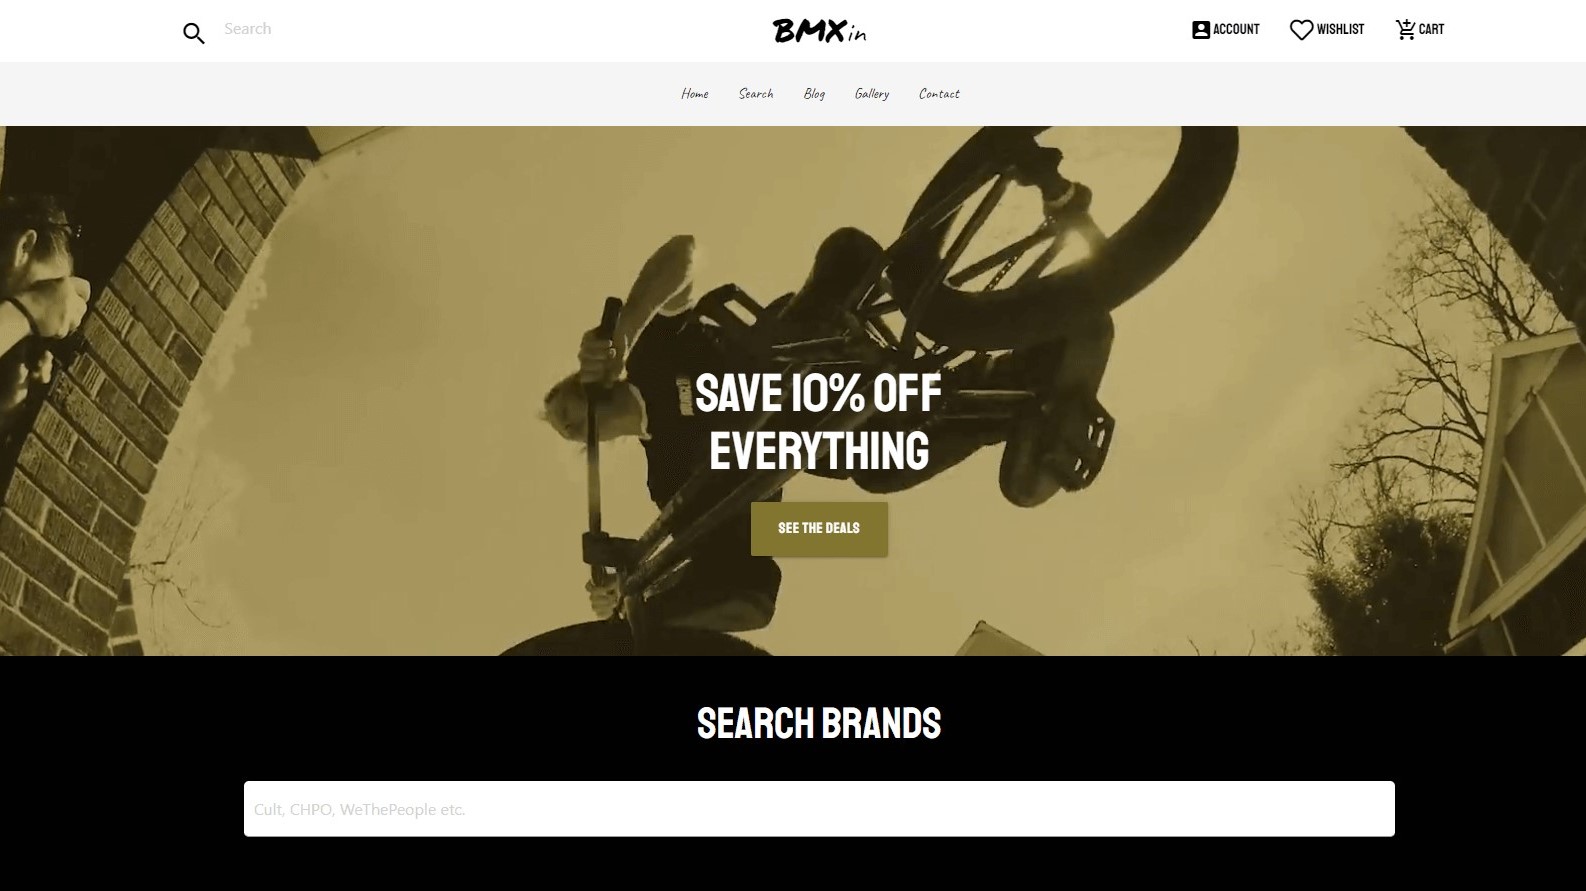 Search
BMXin
ACCOUNT
WISHLIST
CART
Home
Search
Blog
Gallery
Contact
SAVE 10% OFF
EVERYTHING
SEE THE DEALS
SEARCH BRANDS
Cult, CHPO, WeThePeople etc.